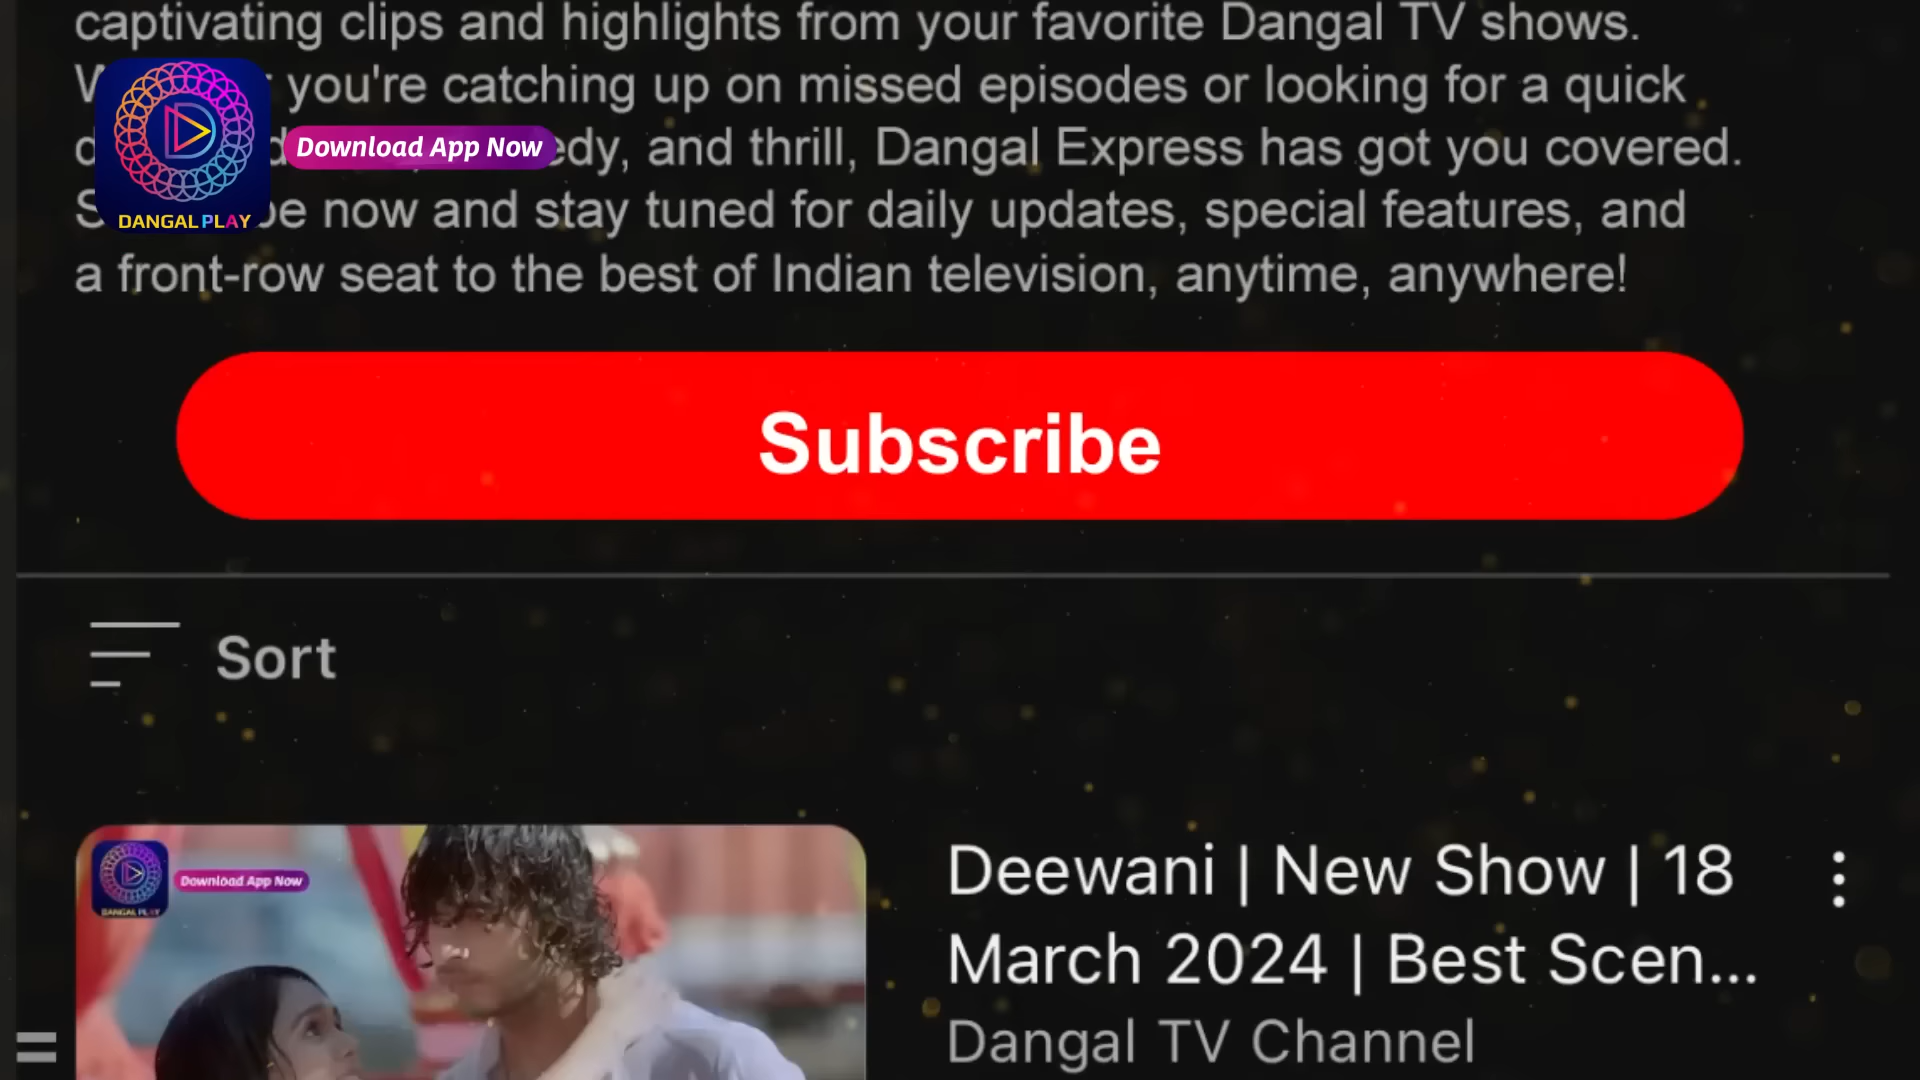 captivating clips and highlights from your favorite Dangal TV shows.
you're catching up on missed episodes or looking for a quick
Download App Now
and thrill, Dangal Express has got you covered.
DANGAL PLAY
now and stay tuned for daily updates, special features, and
a front-row seat to the best of Indian television, anytime, anywhere!
Subscribe
Sort
Download App Now
DANGAL PLAY
Deewani | New Show | 18
March 2024 | Best Scen...
Dangal TV Channel